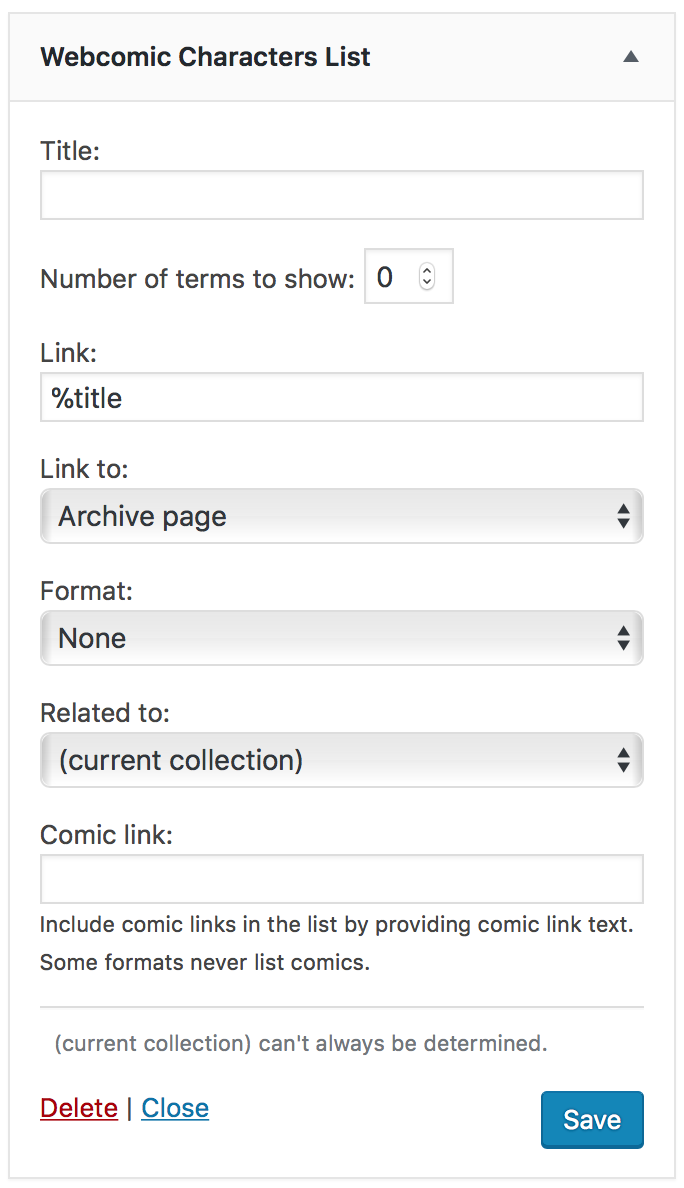 Webcomic Characters List
Title:
Number of terms to show: 0
Link:
%title
Link to:
Archive page
Format:
None
Related to:
(current collection)
Comic link:
Include comic links in the list by providing comic link text.
Some formats never list comics.
(current collection) can't always be determined.
Delete | Close
Save